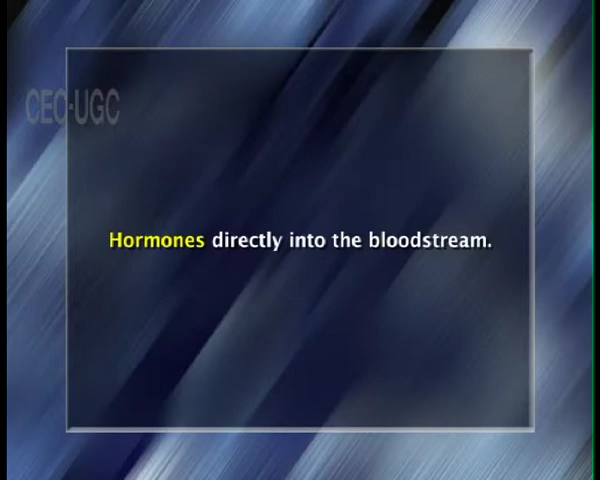 CEC-UGC
Hormones directly into the bloodstream.